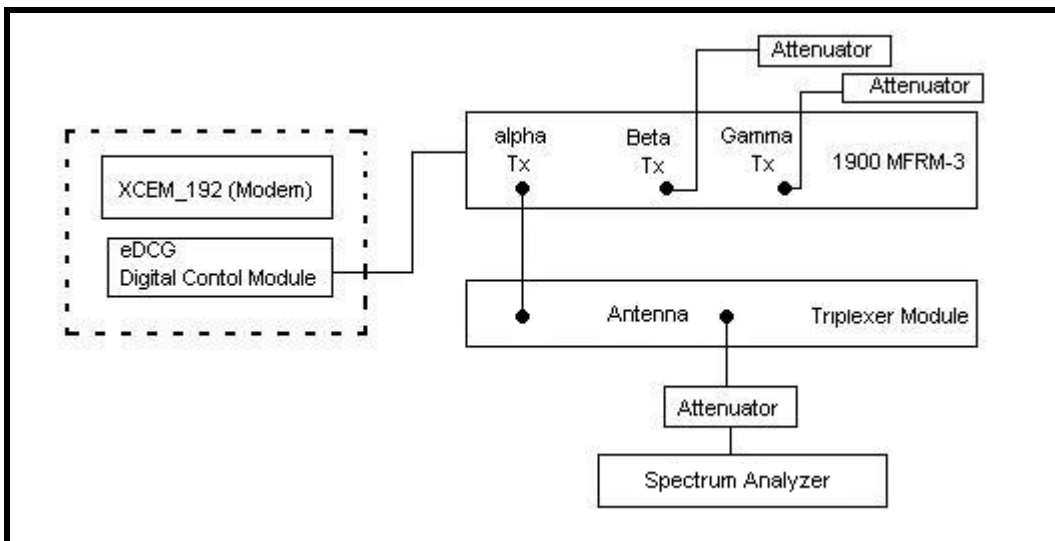 Attenuator
Attenuator
alpha
Tx
Beta
Tx
Gamma
Tx
1900 MFRM-3
XCEM_192 (Modem)
eDCG
Digital Contol Module
Antenna
Triplexer Module
Attenuator
Spectrum Analyzer